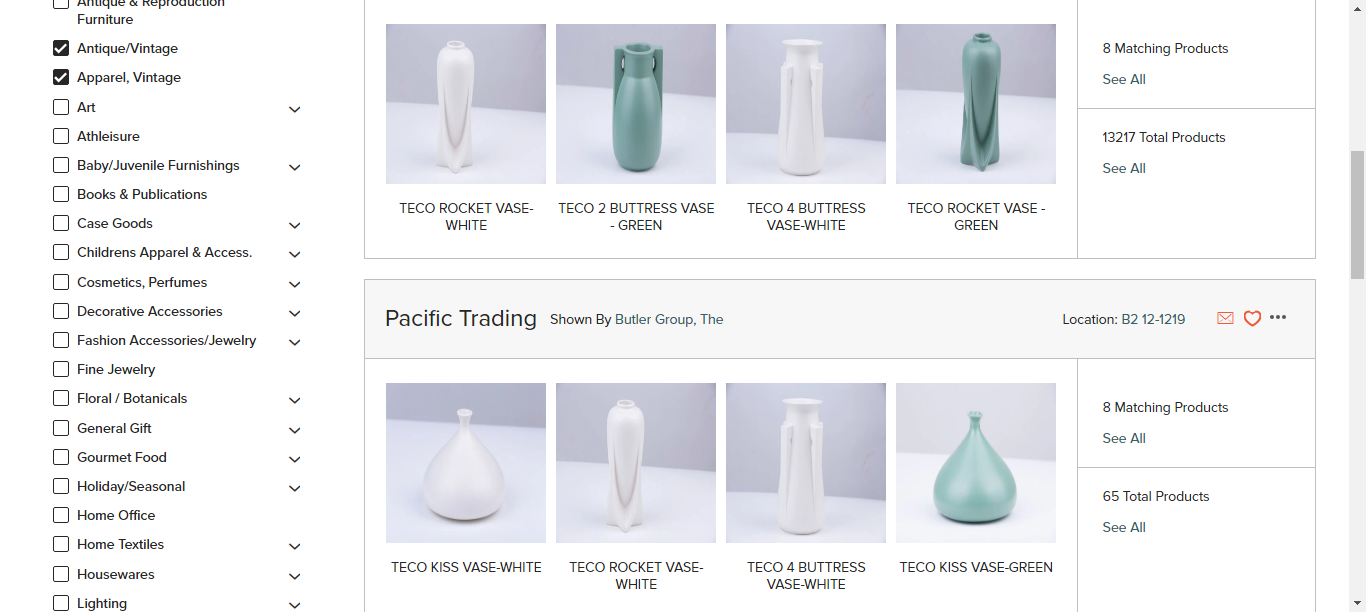 Antique & Reproduction
Furniture
Antique/Vintage
Apparel, Vintage
Art
Athleisure
Baby/Juvenile Furnishings
Books & Publications
Case Goods
Childrens Apparel & Access.
Cosmetics, Perfumes
Decorative Accessories
Fashion Accessories/Jewelry
Fine Jewelry
Floral / Botanicals
General Gift
Gourmet Food
Holiday/Seasonal
Home Office
Home Textiles
Housewares
Lighting
TECO ROCKET VASE-
WHITE
TECO 2 BUTTRESS VASE
- GREEN
TECO 4 BUTTRESS
VASE-WHITE
TECO ROCKET VASE -
GREEN
8 Matching Products
See All
13217 Total Products
See All
Pacific Trading Shown By Butler Group, The
Location: B2 12-1219
TECO KISS VASE-WHITE
TECO ROCKET VASE-
WHITE
TECO 4 BUTTRESS
VASE-WHITE
TECO KISS VASE-GREEN
8 Matching Products
See All
65 Total Products
See All